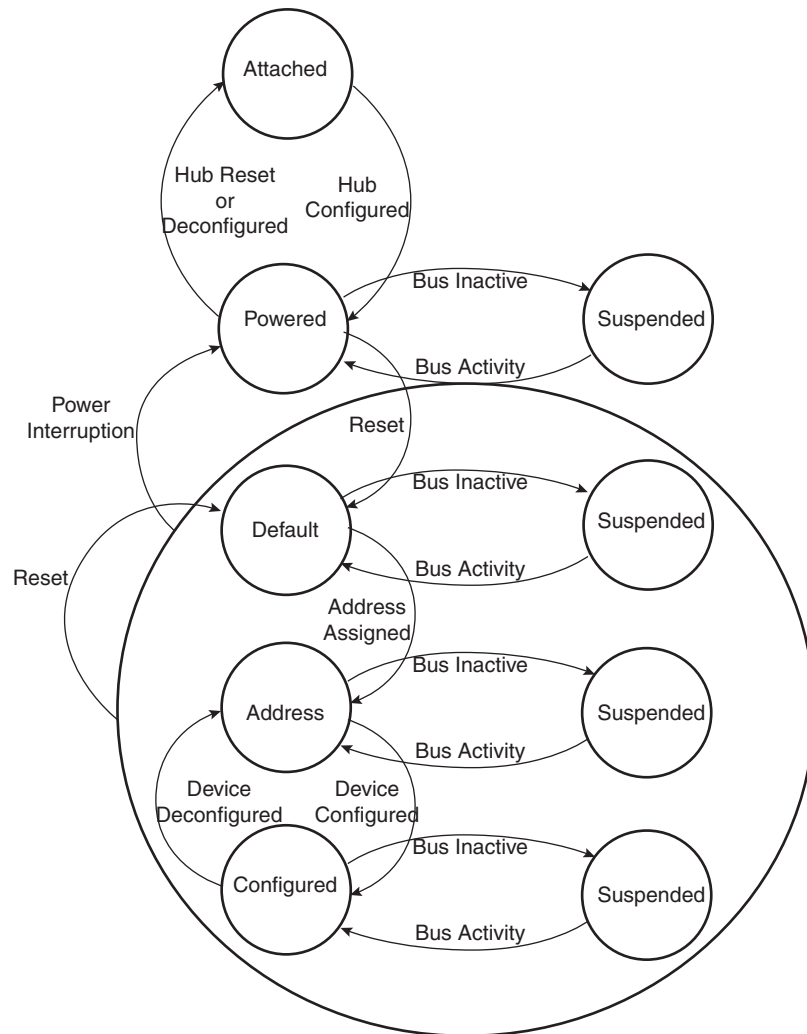 Attached
Hub Reset
or
Deconfigured
Hub
Configured
Powered
Bus Inactive
Suspended
Bus Activity
Power
Interruption
Reset
Default
Bus Inactive
Suspended
Bus Activity
Reset
Address
Assigned
Address
Bus Inactive
Suspended
Bus Activity
Device
Deconfigured
Device
Configured
Configured
Bus Inactive
Suspended
Bus Activity